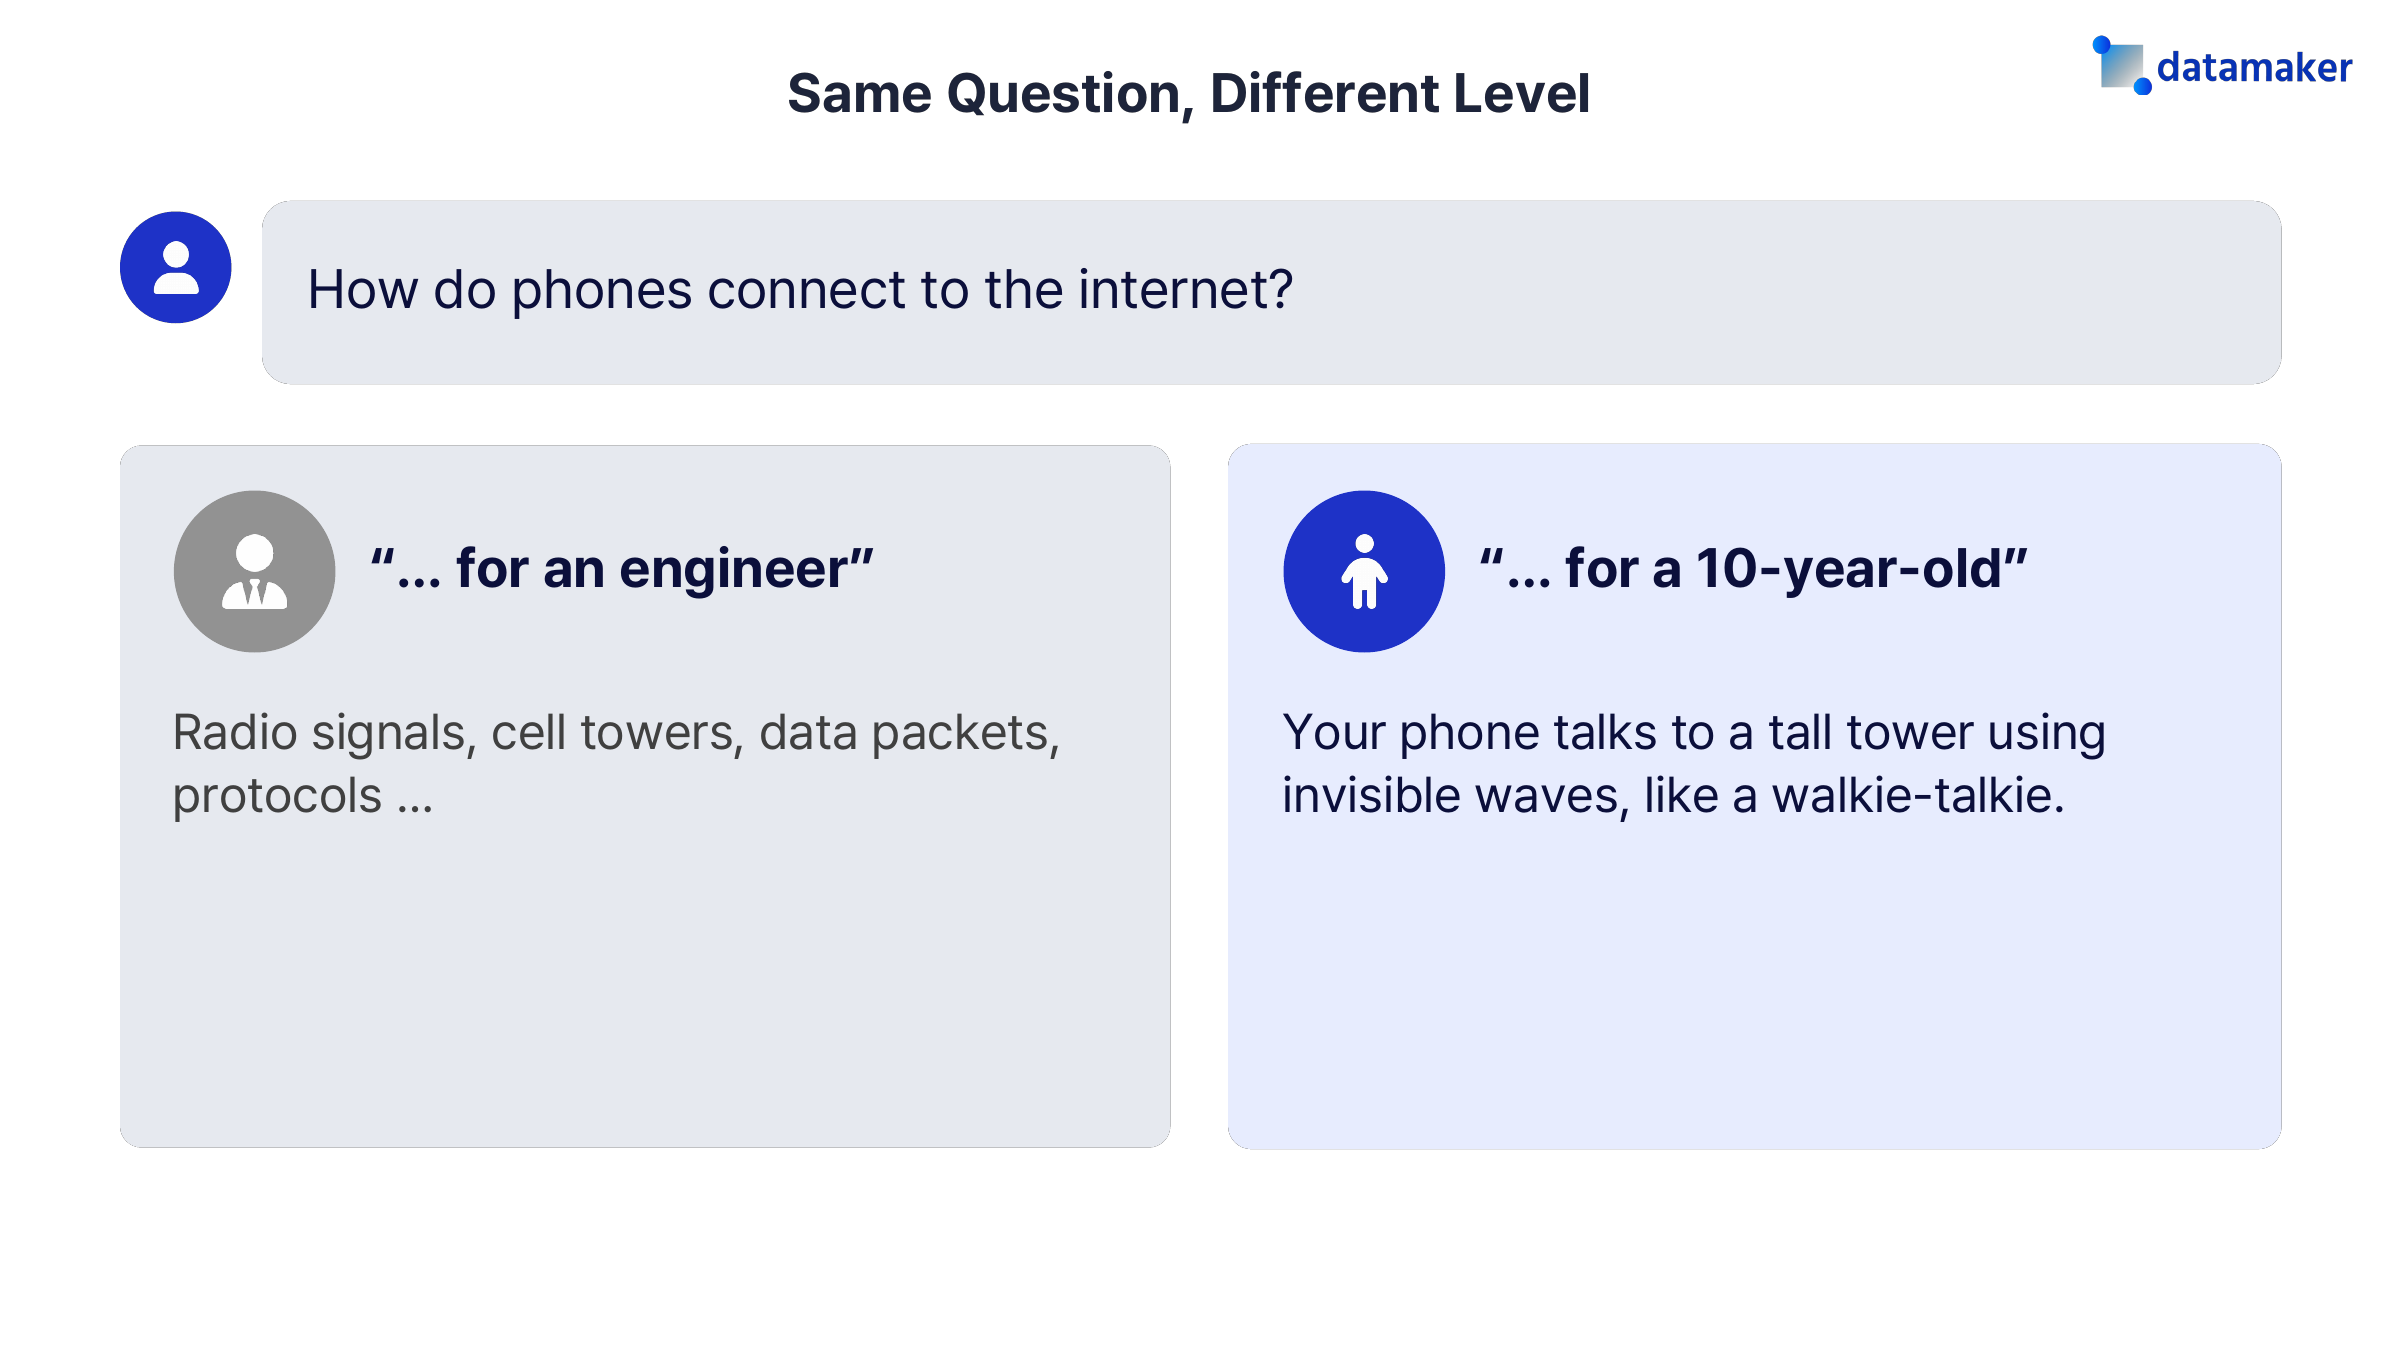 Same Question, Different Level
datamaker
How do phones connect to the internet?
“... for an engineer”
Radio signals, cell towers, data packets,
protocols ...
“... for a 10-year-old”
Your phone talks to a tall tower using
invisible waves, like a walkie-talkie.